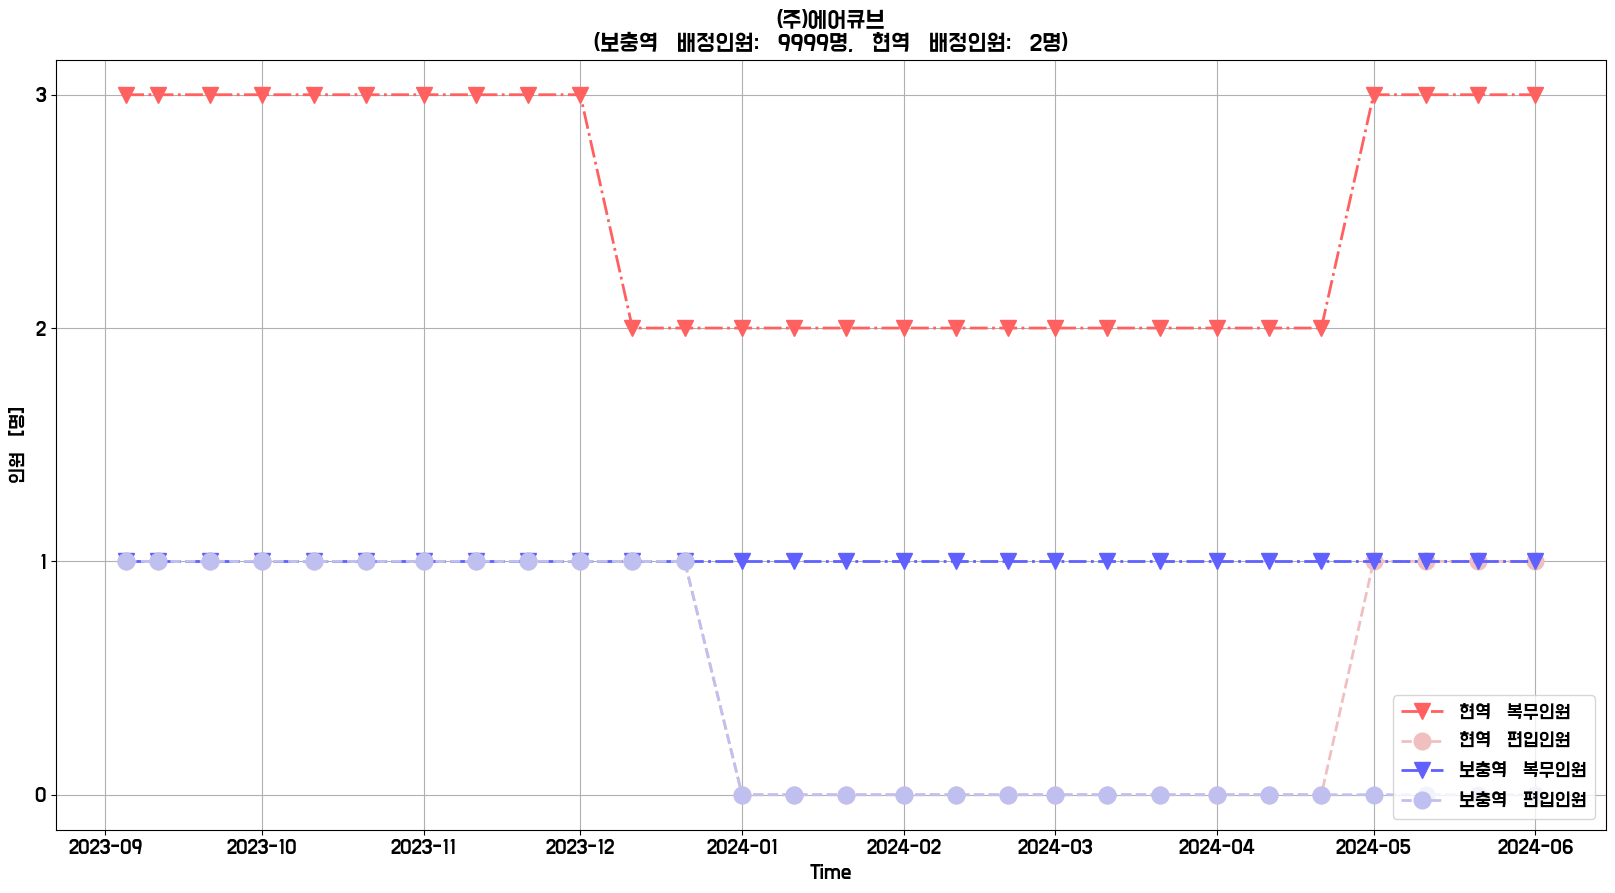 (주)에어큐브
(보충역 배정인원: 9999명, 현역 배정인원: 2명)
인원 [명]
3
2
1
0
2023-09 2023-10 2023-11 2023-12 2024-01 2024-02 2024-03 2024-04 2024-05 2024-06
Time
현역 복무인원
현역 편입인원
보충역 복무인원
보충역 편입인원